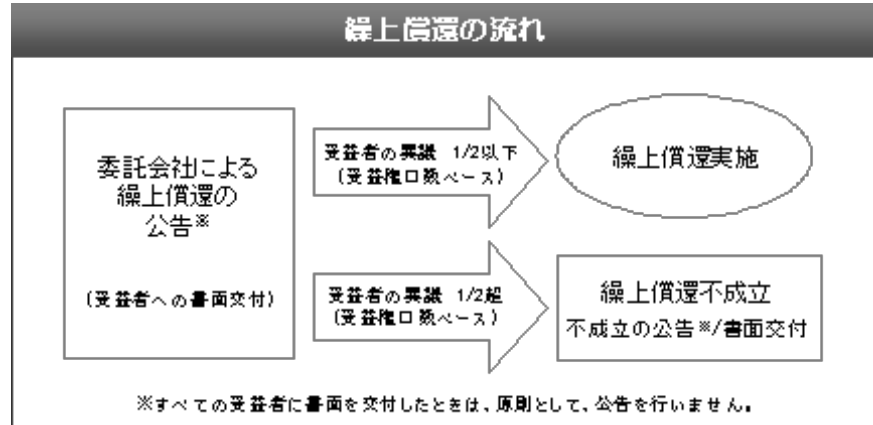 繰上償還の流れ
委託会社による
繰上償還の
公告※
(受益者への書面交付)
受益者の異議 1/2以下
(受益権口数ベース)
繰上償還実施
受益者の異議 1/2超
(受益権口数ベース)
繰上償還不成立
不成立の公告※/書面交付
※すべての受益者に書面を交付したときは、原則として、公告を行いません。